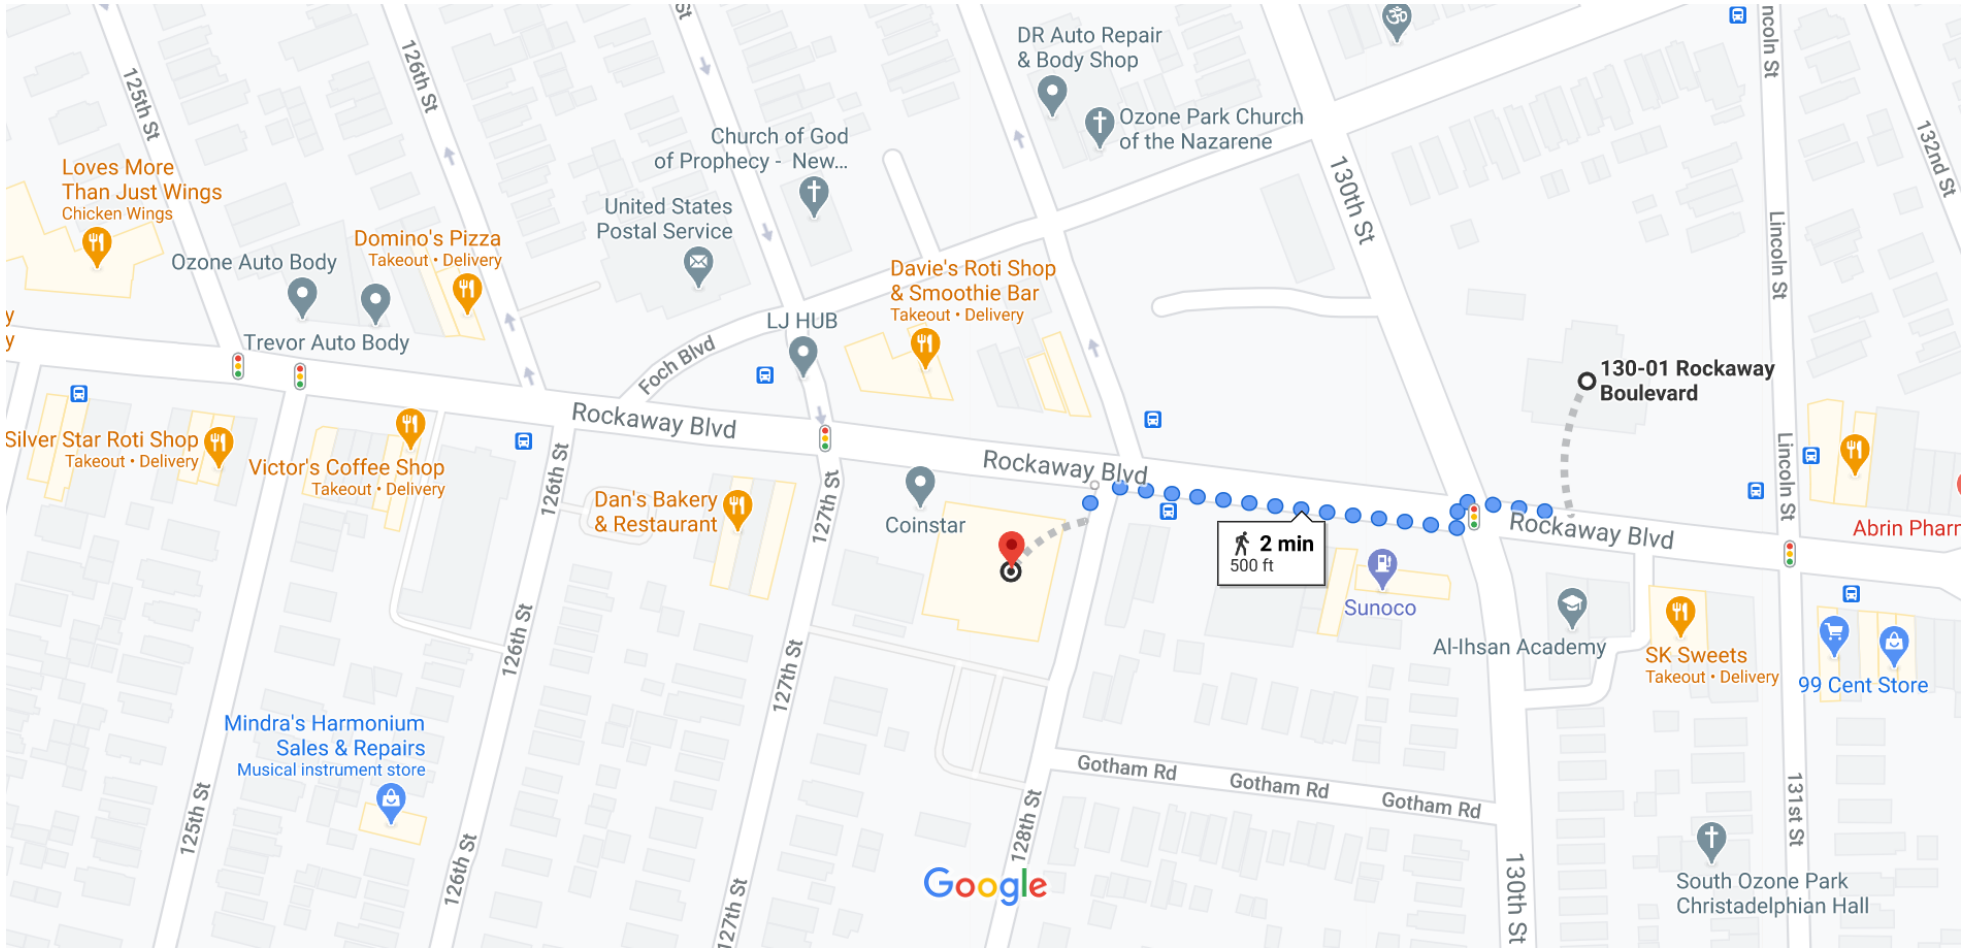 St
ncoln St
DR Auto Repair
& Body Shop
125th St
126th St
Ozone Park Church
of the Nazarene
Church of God
of Prophecy - New...
132nd St
Loves More
Than Just Wings
Chicken Wings
130th St
United States
Postal Service
Lincoln St
Domino's Pizza
Takeout • Delivery
Ozone Auto Body
Davie's Roti Shop
& Smoothie Bar
Takeout • Delivery
y
y
LJ HUB
Trevor Auto Body
Foch Blvd
130-01 Rockaway
Boulevard
Rockaway Blvd
Silver Star Roti Shop
Takeout • Delivery
Victor's Coffee Shop
Takeout • Delivery
126th St
Rockaway Blvd
Lincoln St
Dan's Bakery
& Restaurant
127th St
Coinstar
Rockaway Blvd
Abrin Pharm
2 min
500 ft
Sunoco
126th St
Al-Ihsan Academy
SK Sweets
Takeout • Delivery
127th St
99 Cent Store
Mindra's Harmonium
Sales & Repairs
Musical instrument store
Gotham Rd
Gotham Rd
Gotham Rd
125th St
128th St
131st St
126th St
Google
127th St
130th St
South Ozone Park
Christadelphian Hall